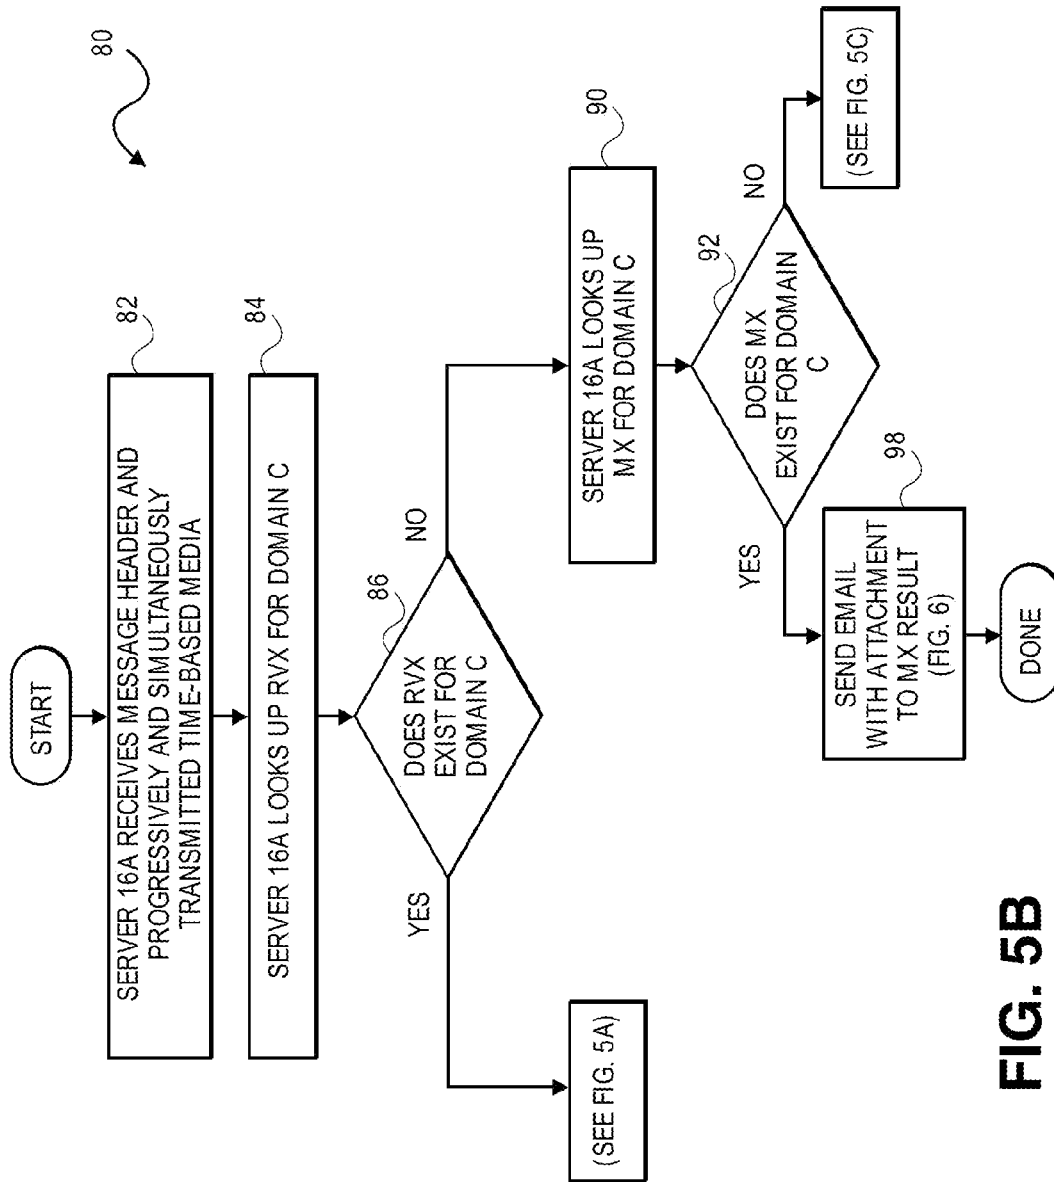 80
START
82
SERVER 16A RECEIVES MESSAGE HEADER AND
PROGRESSIVELY AND SIMULTANEOUSLY
TRANSMITTED TIME-BASED MEDIA
84
SERVER 16A LOOKS UP RVX FOR DOMAIN C
86
DOES RVX
EXIST FOR
DOMAIN C
YES
NO
(SEE FIG. 5A)
90
SERVER 16A LOOKS UP
MX FOR DOMAIN C
92
DOES MX
EXIST FOR DOMAIN
C
YES
NO
98
SEND EMAIL
WITH ATTACHMENT
TO MX RESULT
(FIG. 6)
(SEE FIG. 5C)
DONE
FIG. 5B